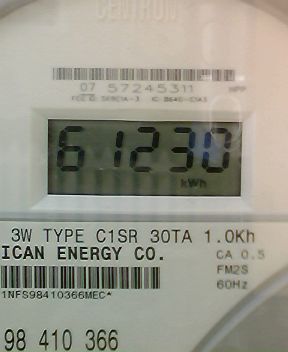 CENTRON
07 57245311
61230
kWh
3W TYPE C1SR 30TA 1.0Kh
ICAN ENERGY CO.
CA 0.5
FM2S
60Hz
1NFS98410366MEC*
98 410 366